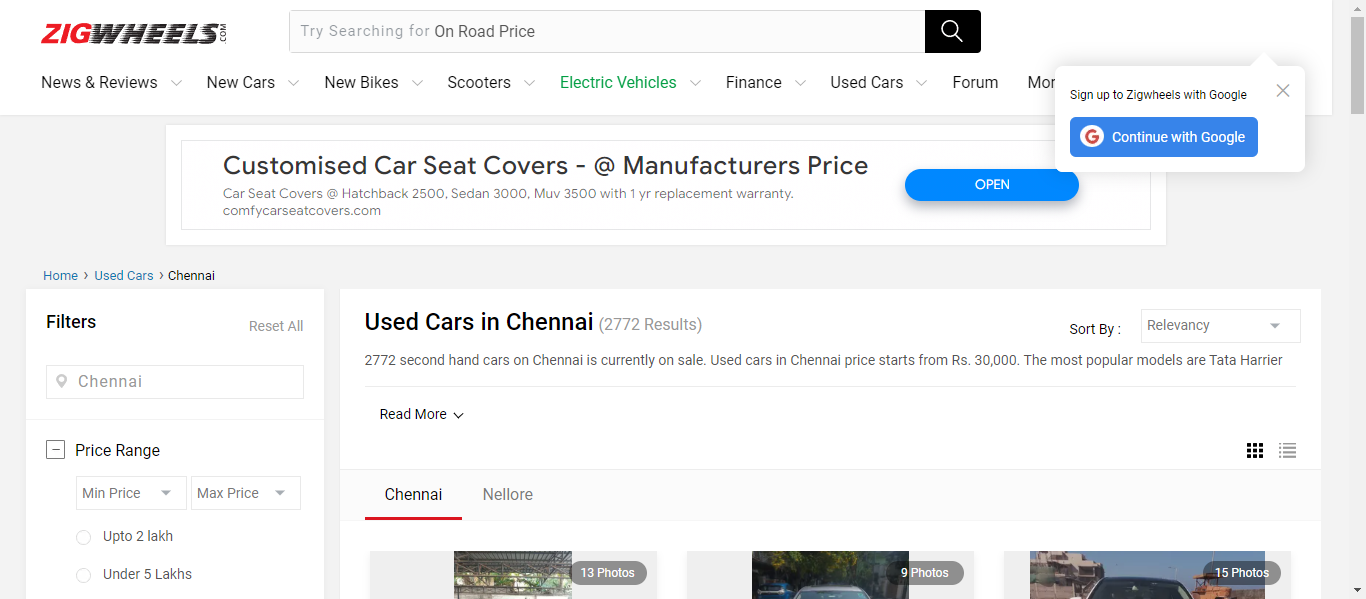 ZIGWHEELS.COM
Try Searching for On Road Price
News & Reviews New Cars New Bikes Scooters Electric Vehicles Finance Used Cars Forum Mor
Sign up to Zigwheels with Google
Continue with Google
Customised Car Seat Covers - @ Manufacturers Price
Car Seat Covers @ Hatchback 2500, Sedan 3000, Muv 3500 with 1 yr replacement warranty.
comfycarseatcovers.com
OPEN
Home › Used Cars › Chennai
Filters
Reset All
Chennai
Price Range
Min Price Max Price
Upto 2 lakh
Under 5 Lakhs
Used Cars in Chennai (2772 Results)
Sort By : Relevancy
2772 second hand cars on Chennai is currently on sale. Used cars in Chennai price starts from Rs. 30,000. The most popular models are Tata Harrier
Read More
Chennai Nellore
13 Photos 9 Photos 15 Photos